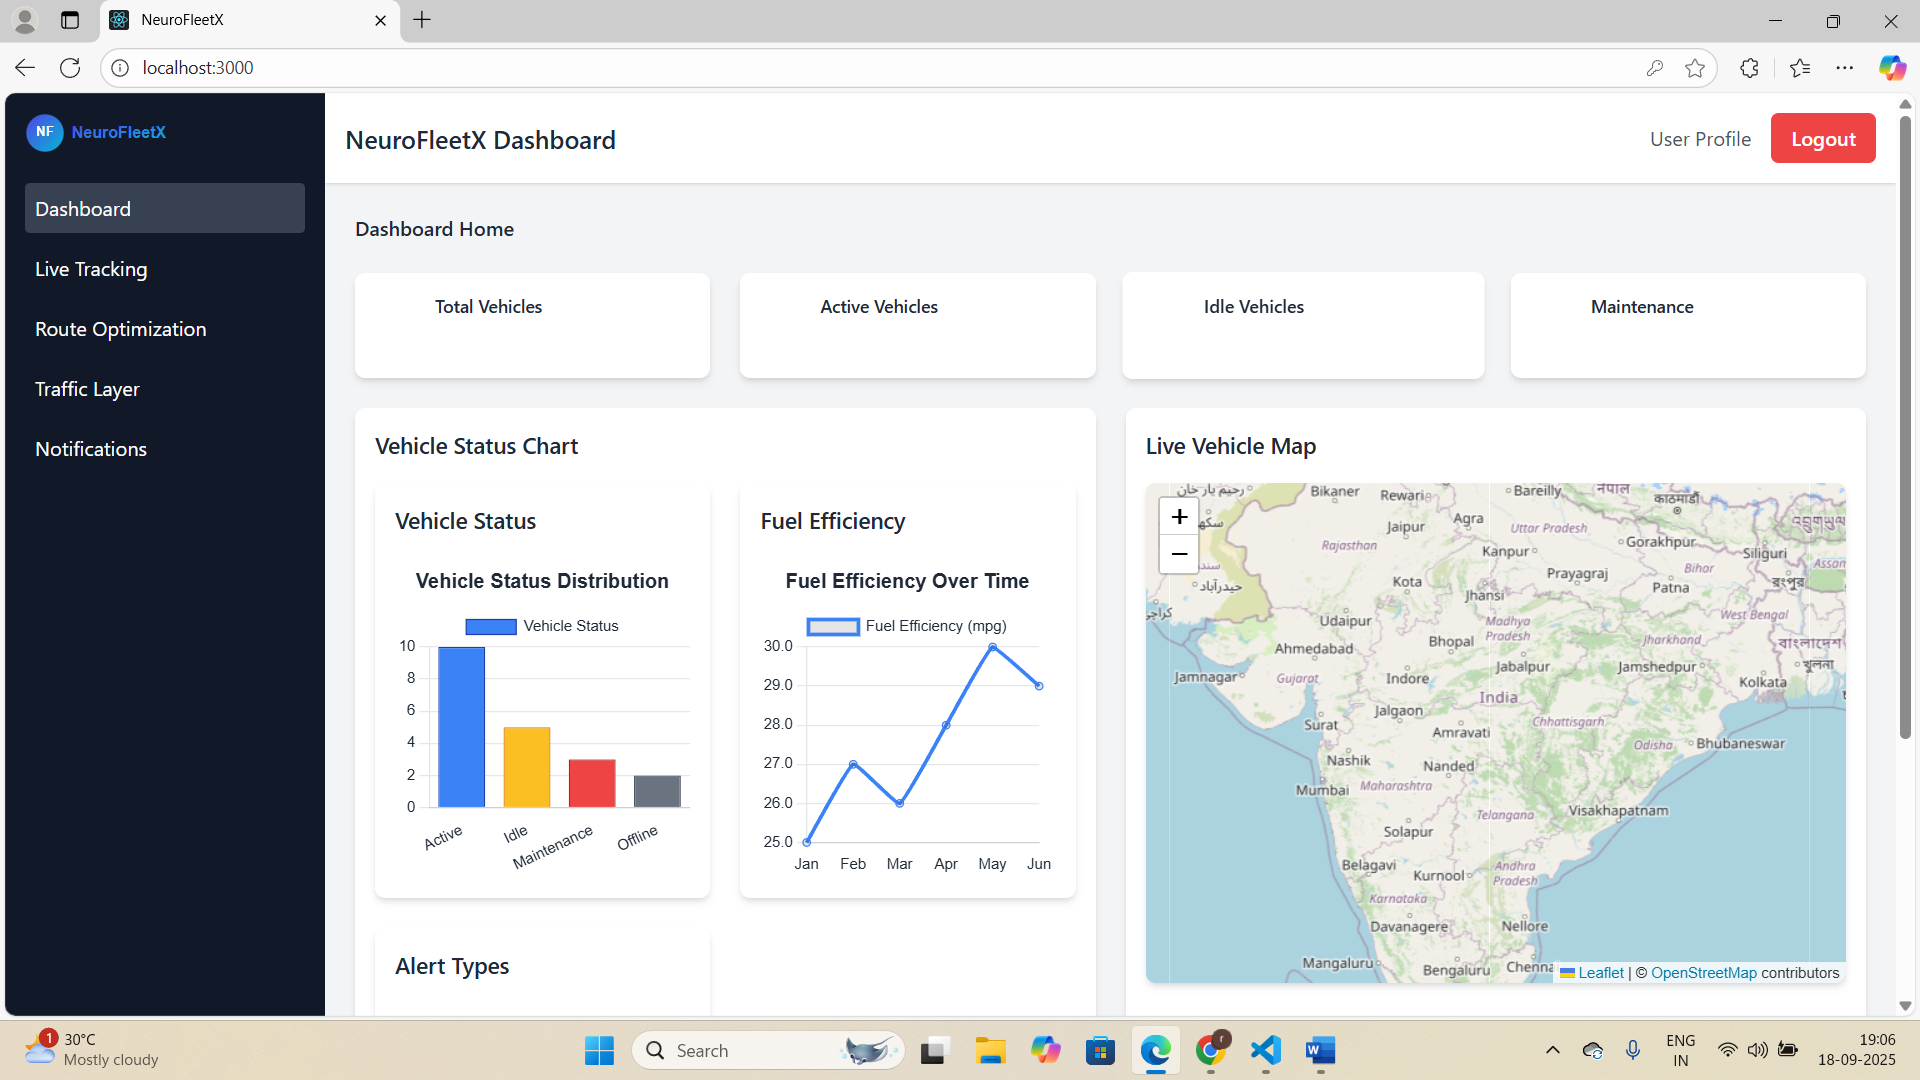 NeuroFleetX
localhost:3000
NF NeuroFleetX
Dashboard
Live Tracking
Route Optimization
Traffic Layer
Notifications
NeuroFleetX Dashboard
User Profile
Logout
Dashboard Home
Total Vehicles
Active Vehicles
Idle Vehicles
Maintenance
Vehicle Status Chart
Vehicle Status
Vehicle Status Distribution
Vehicle Status
10
8
6
4
2
0
Active
Idle
Maintenance
Offline
Fuel Efficiency
Fuel Efficiency Over Time
Fuel Efficiency (mpg)
30.0
29.0
28.0
27.0
26.0
25.0
Jan Feb Mar Apr May Jun
Alert Types
Live Vehicle Map
+
−
رحیم یار خان
Bikaner
Rewari
Bareilly
नेपाल
काठमाडौँ
Jaipur
Agra
Uttar Pradesh
Gorakhpur
Siliguri
Assam
Rajasthan
Kanpur
Bihar
Prayagraj
Patna
রংপুর
حیدرآباد
Kota
Jhansi
West Bengal
Udaipur
Madhya
Pradesh
Bhopal
Jharkhand
বাংলাদেশ
Ahmedabad
Jabalpur
Jamshedpur
খুলনা
Jamnagar
Gujarat
Indore
Kolkata
India
Surat
Jalgaon
Chhattisgarh
Amravati
Odisha
Bhubaneswar
Nashik
Nanded
Mumbai
Maharashtra
Visakhapatnam
Telangana
Solapur
Belagavi
Andhra
Pradesh
Kurnool
Karnataka
Davanagere
Nellore
Mangaluru
Bengaluru
Chenna
Leaflet | © OpenStreetMap contributors
1
30°C
Mostly cloudy
Search
r
W
ENG
IN
19:06
18-09-2025